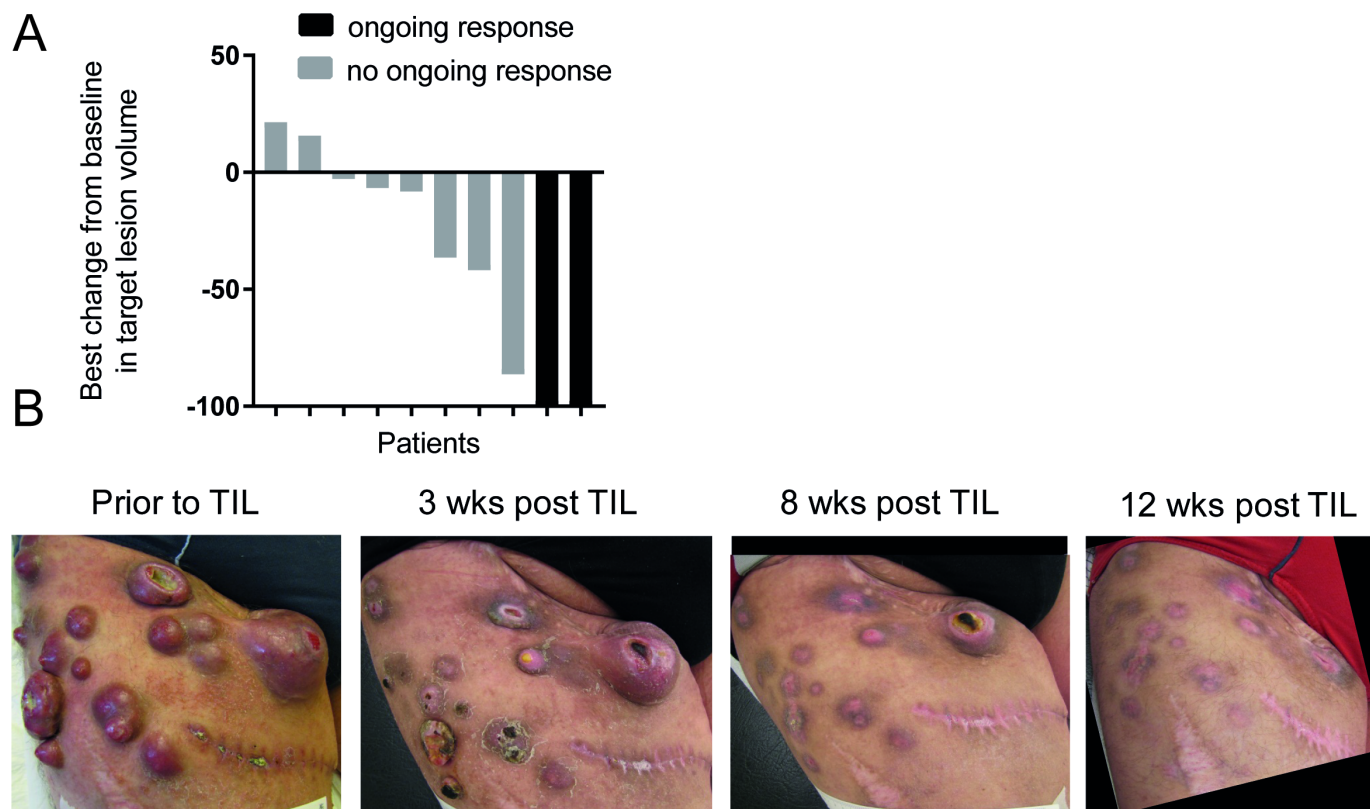 A
ongoing response
no ongoing response
Best change from baseline
in target lesion volume
50
0
-50
-100
Patients
B
Prior to TIL
3 wks post TIL
8 wks post TIL
12 wks post TIL